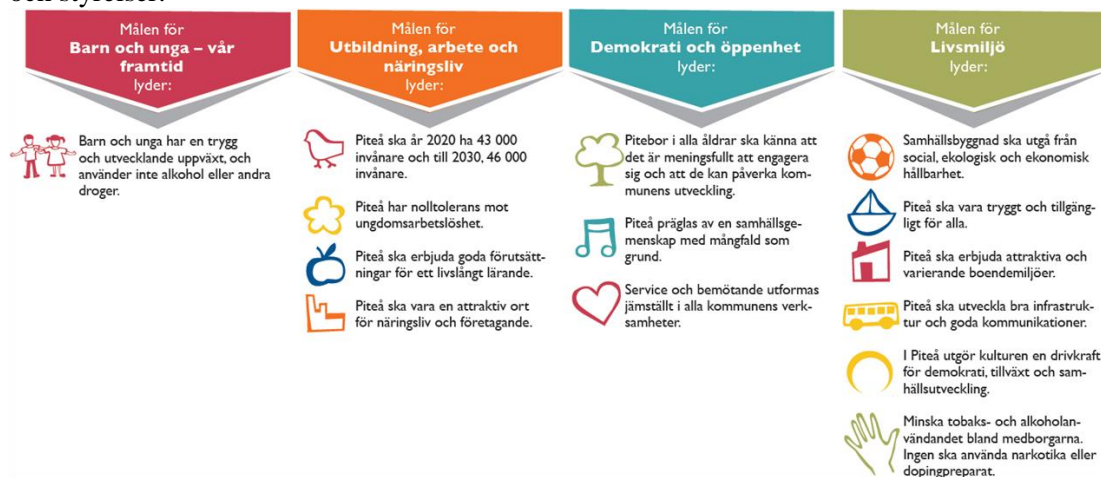 och styrelser.
Målen för
Barn och unga – vår
framtid
lyder:
Barn och unga har en trygg
och utvecklande uppväxt, och
använder inte alkohol eller andra
droger.
Målen för
Utbildning, arbete och
näringsliv
lyder:
Piteå ska år 2020 ha 43 000
invånare och till 2030, 46 000
invånare.
Piteå har nolltolerans mot
ungdomsarbetslöshet.
Piteå ska erbjuda goda förutsätt-
ningar för ett livslångt lärande.
Piteå ska vara en attraktiv ort
för näringsliv och företagande.
Målen för
Demokrati och öppenhet
lyder:
Pitebor i alla åldrar ska känna att
det är meningsfullt att engagera
sig och att de kan påverka kom-
munens utveckling.
Piteå präglas av en samhällsge-
menskap med mångfald som
grund.
Service och bemötande utformas
jämställt i alla kommunens verk-
samheter.
Målen för
Livsmiljö
lyder:
Samhällsbyggnad ska utgå från
social, ekologisk och ekonomisk
hållbarhet.
Piteå ska vara tryggt och tillgäng-
ligt för alla.
Piteå ska erbjuda attraktiva och
varierande boendemiljöer.
Piteå ska utveckla bra infrastruk-
tur och goda kommunikationer.
I Piteå utgör kulturen en drivkraft
för demokrati, tillväxt och sam-
hällsutveckling.
Minska tobaks- och alkoholan-
vändandet bland medborgarna.
Ingen ska använda narkotika eller
dopingpreparat.